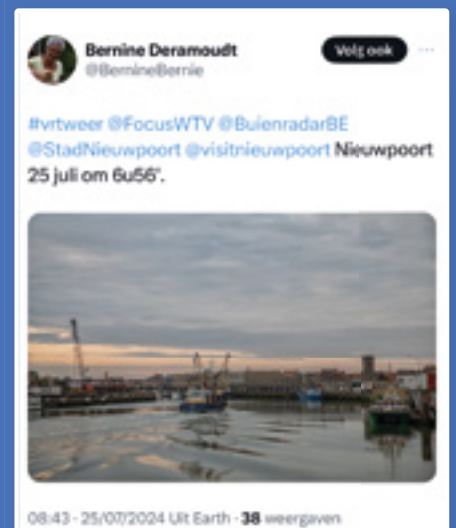 Bernine Deramoudt
Volg ook
@BernineBernie
#vrtweer @FocusWTV @BuienradarBE
@StadNieuwpoort @visitnieuwpoort Nieuwpoort
25 juli om 6u56'.
08:43 · 25/07/2024 Uit Earth · 38 weergaven